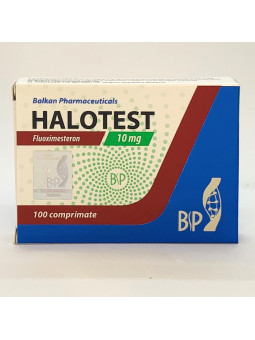 Balkan Pharmaceuticals
HALOTEST
Fluoximesteron
10 mg
BP
BP
100 comprimate